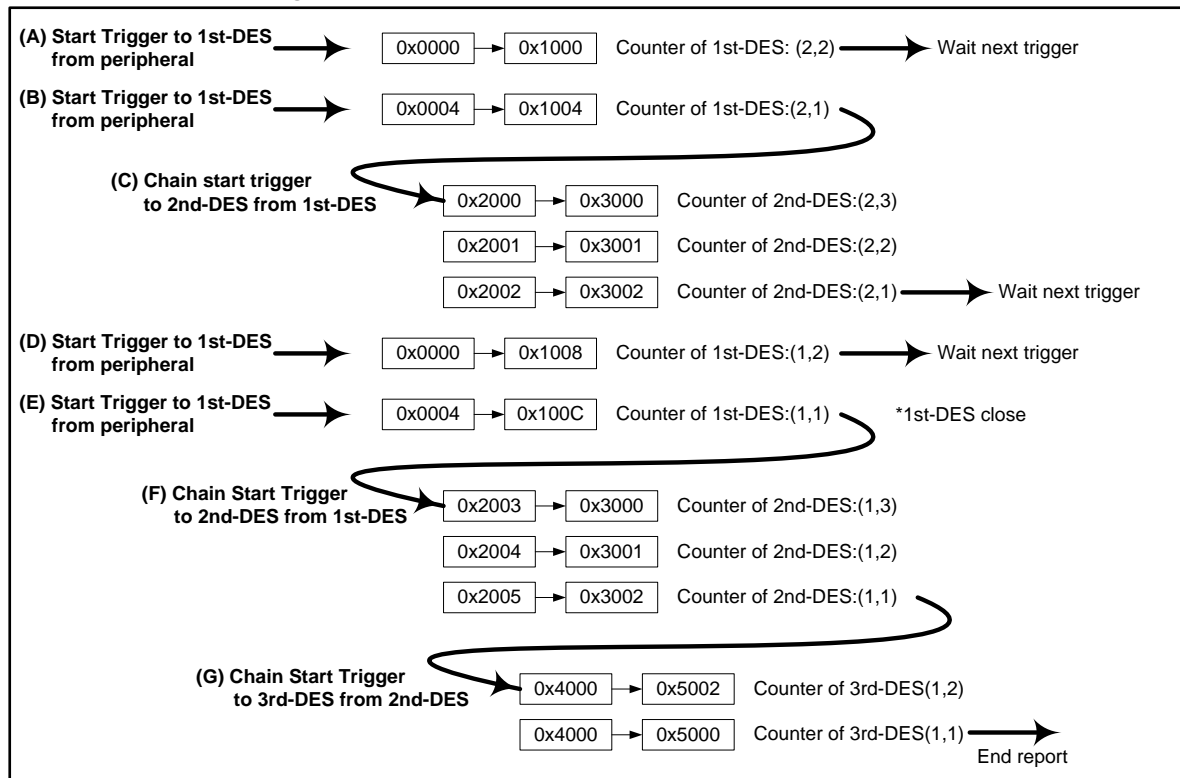 (A) Start Trigger to 1st-DES
from peripheral
0x0000 0x1000 Counter of 1st-DES: (2,2) Wait next trigger
(B) Start Trigger to 1st-DES
from peripheral
0x0004 0x1004 Counter of 1st-DES:(2,1)
(C) Chain start trigger
to 2nd-DES from 1st-DES
0x2000 0x3000 Counter of 2nd-DES:(2,3)
0x2001 0x3001 Counter of 2nd-DES:(2,2)
0x2002 0x3002 Counter of 2nd-DES:(2,1) Wait next trigger
(D) Start Trigger to 1st-DES
from peripheral
0x0000 0x1008 Counter of 1st-DES:(1,2) Wait next trigger
(E) Start Trigger to 1st-DES
from peripheral
0x0004 0x100C Counter of 1st-DES:(1,1) *1st-DES close
(F) Chain Start Trigger
to 2nd-DES from 1st-DES
0x2003 0x3000 Counter of 2nd-DES:(1,3)
0x2004 0x3001 Counter of 2nd-DES:(1,2)
0x2005 0x3002 Counter of 2nd-DES:(1,1)
(G) Chain Start Trigger
to 3rd-DES from 2nd-DES
0x4000 0x5002 Counter of 3rd-DES(1,2)
0x4000 0x5000 Counter of 3rd-DES(1,1)
End report